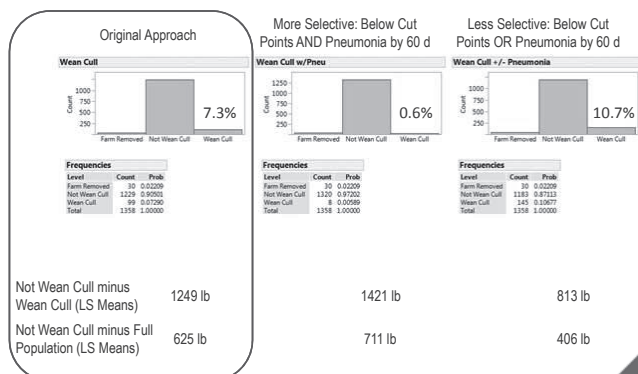 Original Approach
More Selective: Below Cut
Points AND Pneumonia by 60 d
Less Selective: Below Cut
Points OR Pneumonia by 60 d
Wean Cull
Count
1000
750
500
250
7.3%
Farm Removed Not Wean Cull Wean Cull
Frequencies
Level Count Prob
Farm Removed 30 0.02209
Not Wean Cull 1229 0.90501
Wean Cull 99 0.07290
Total 1358 1.00000
Wean Cull w/Pneu
Count
1250
1000
750
500
250
0.6%
Farm Removed Not Wean Cull Wean Cull
Frequencies
Level Count Prob
Farm Removed 30 0.02209
Not Wean Cull 1320 0.97202
Wean Cull 8 0.00589
Total 1358 1.00000
Wean Cull +/- Pneumonia
Count
1000
750
500
250
10.7%
Farm Removed Not Wean Cull Wean Cull
Frequencies
Level Count Prob
Farm Removed 30 0.02209
Not Wean Cull 1183 0.87113
Wean Cull 145 0.10677
Total 1358 1.00000
Not Wean Cull minus
Wean Cull (LS Means) 1249 lb 1421 lb 813 lb
Not Wean Cull minus Full
Population (LS Means) 625 lb 711 lb 406 lb